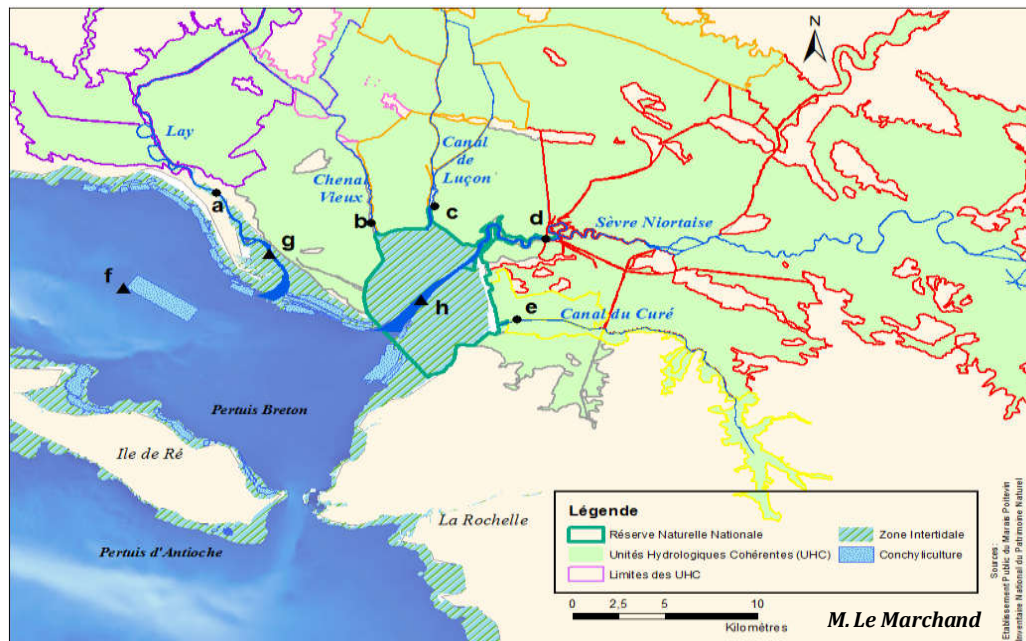 N
Lay
Canal
de
Luçon
Chenal
Vieux
a
b
c
d
Sèvre Niortaise
g
f
h
e
Canal du Curé
Pertuis Breton
Ile de Ré
La Rochelle
Pertuis d'Antioche
Légende
Réserve Naturelle Nationale
Zone Intertidale
Unités Hydrologiques Cohérentes (UHC)
Conchyliculture
Limites des UHC
0 2,5 5 10
Kilomètres
M. Le Marchand
Sources:
Etablissement Public du Marais Poitevin
Inventaire National du Patrimoine Naturel